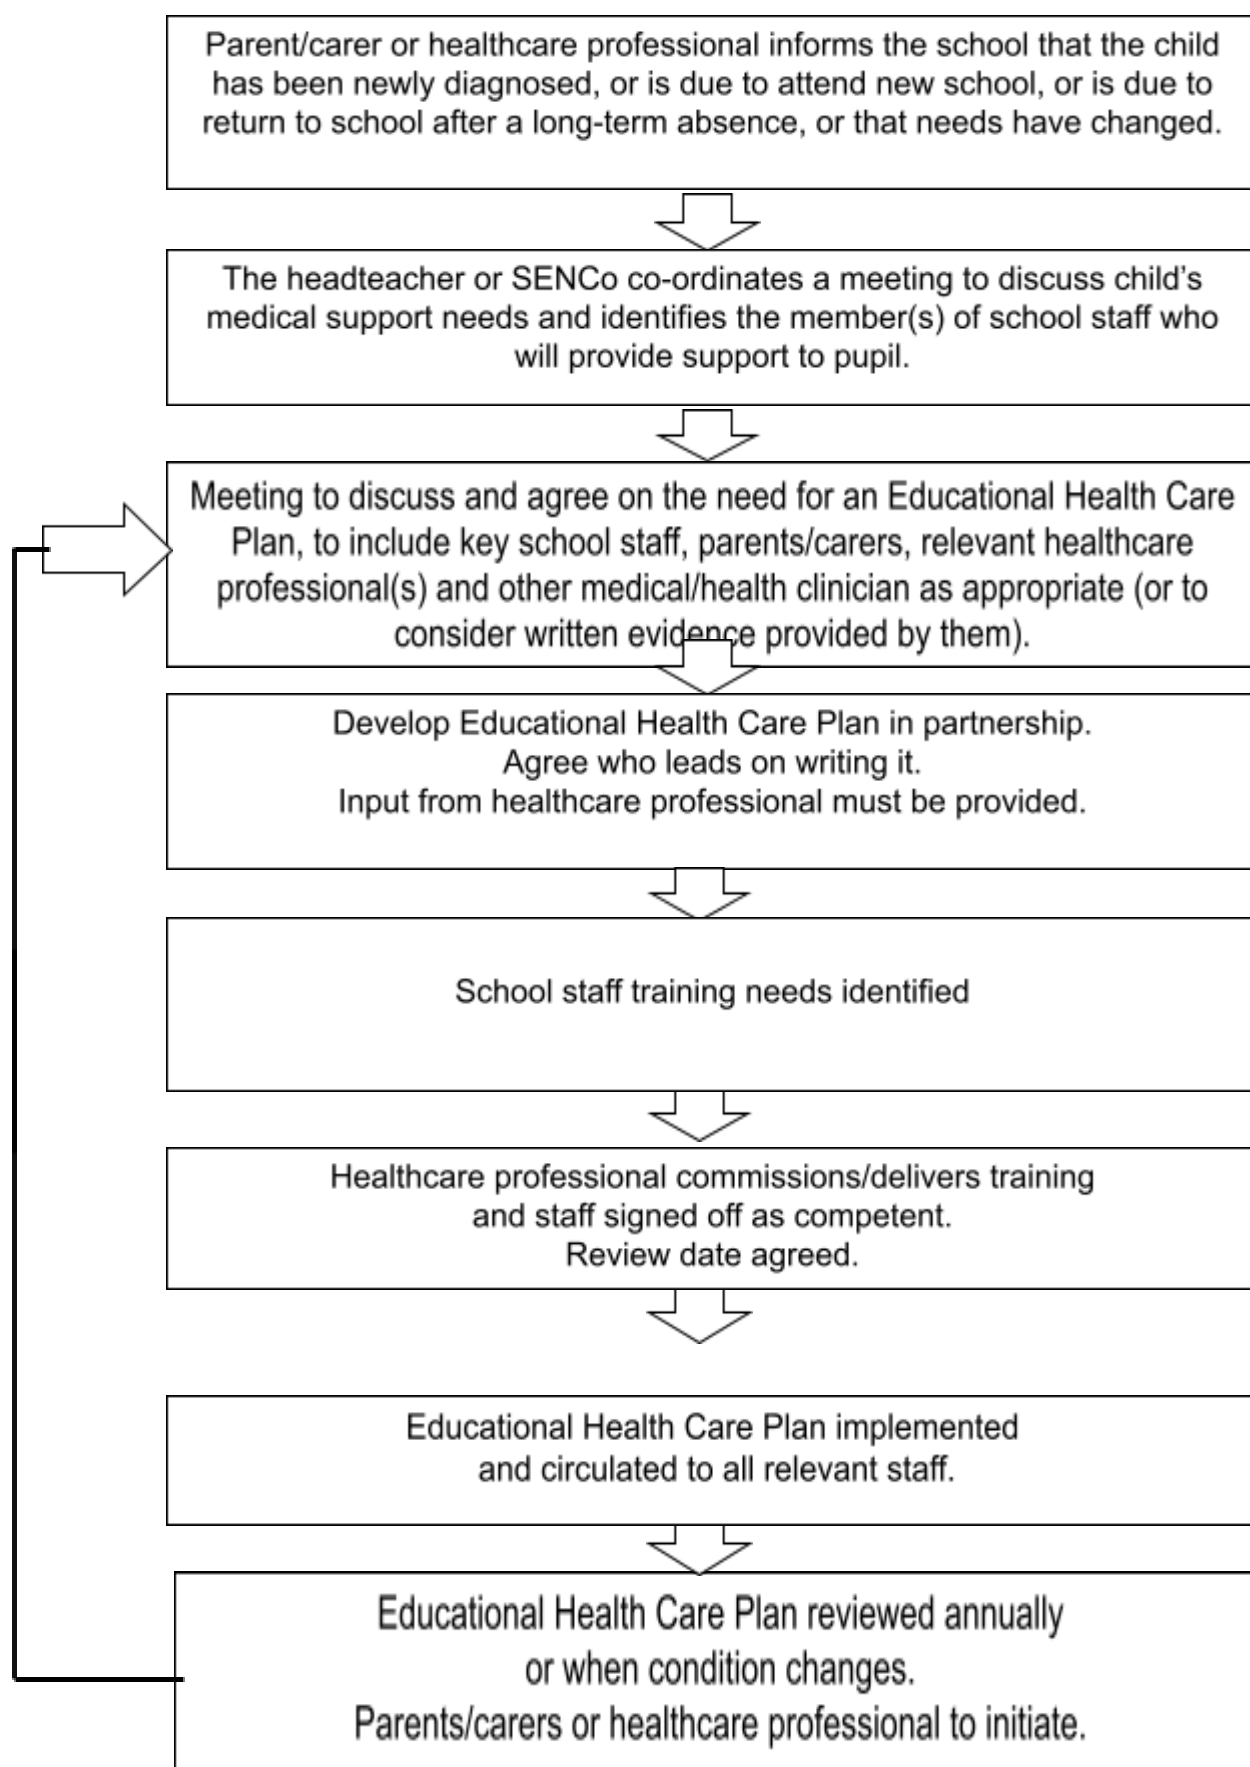 Parent/carer or healthcare professional informs the school that the child
has been newly diagnosed, or is due to attend new school, or is due to
return to school after a long-term absence, or that needs have changed.
The headteacher or SENCo co-ordinates a meeting to discuss child's
medical support needs and identifies the member(s) of school staff who
will provide support to pupil.
Meeting to discuss and agree on the need for an Educational Health Care
Plan, to include key school staff, parents/carers, relevant healthcare
professional(s) and other medical/health clinician as appropriate (or to
consider written evidence provided by them).
Develop Educational Health Care Plan in partnership.
Agree who leads on writing it.
Input from healthcare professional must be provided.
School staff training needs identified
Healthcare professional commissions/delivers training
and staff signed off as competent.
Review date agreed.
Educational Health Care Plan implemented
and circulated to all relevant staff.
Educational Health Care Plan reviewed annually
or when condition changes.
Parents/carers or healthcare professional to initiate.